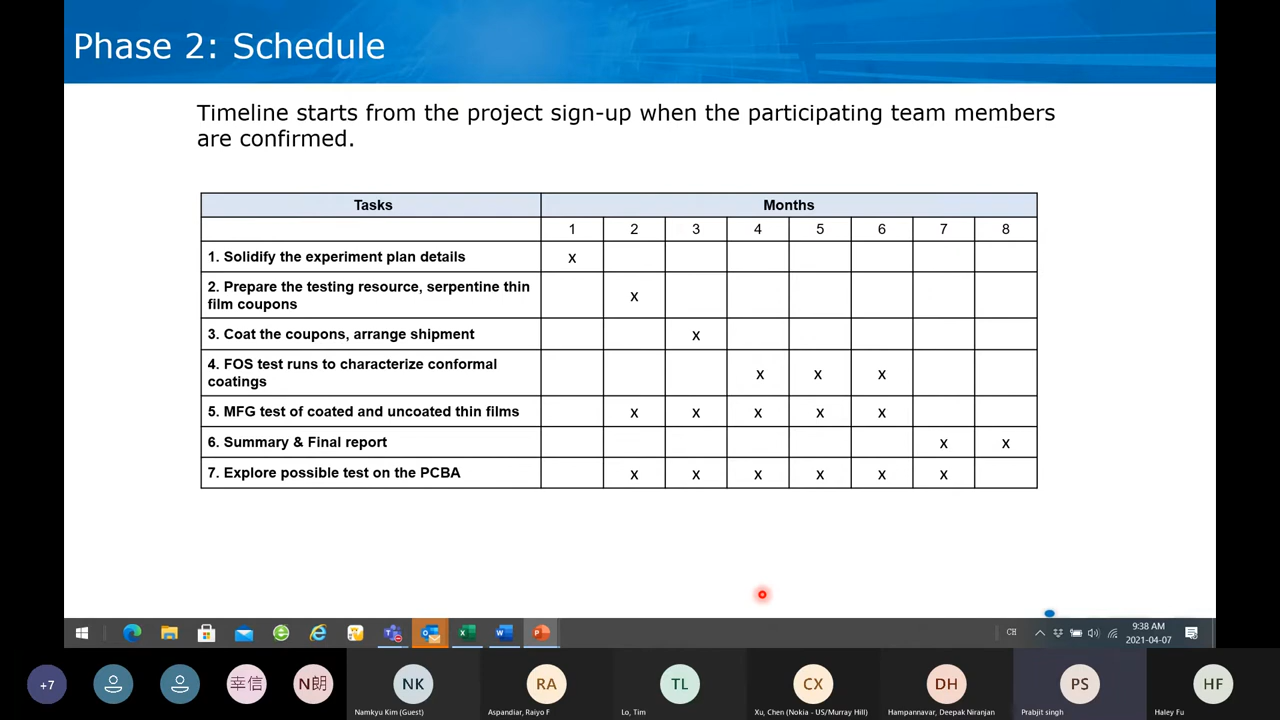 Phase 2: Schedule
Timeline starts from the project sign-up when the participating team members
are confirmed.
Tasks Months
1 2 3 4 5 6 7 8
1. Solidify the experiment plan details x
2. Prepare the testing resource, serpentine thin
film coupons x
3. Coat the coupons, arrange shipment x
4. FOS test runs to characterize conformal
coatings x x x
5. MFG test of coated and uncoated thin films x x x x x
6. Summary & Final report x x
7. Explore possible test on the PCBA x x x x x x
CH 9:38 AM
2021-04-07
+7 幸信 N朗 NK RA TL CX DH PS HF
Namkyu Kim (Guest) Aspandiar, Raiyo F Lo, Tim Xu, Chen (Nokia - US/Murray Hill) Hampannavar, Deepak Niranjan Prabjit singh Haley Fu